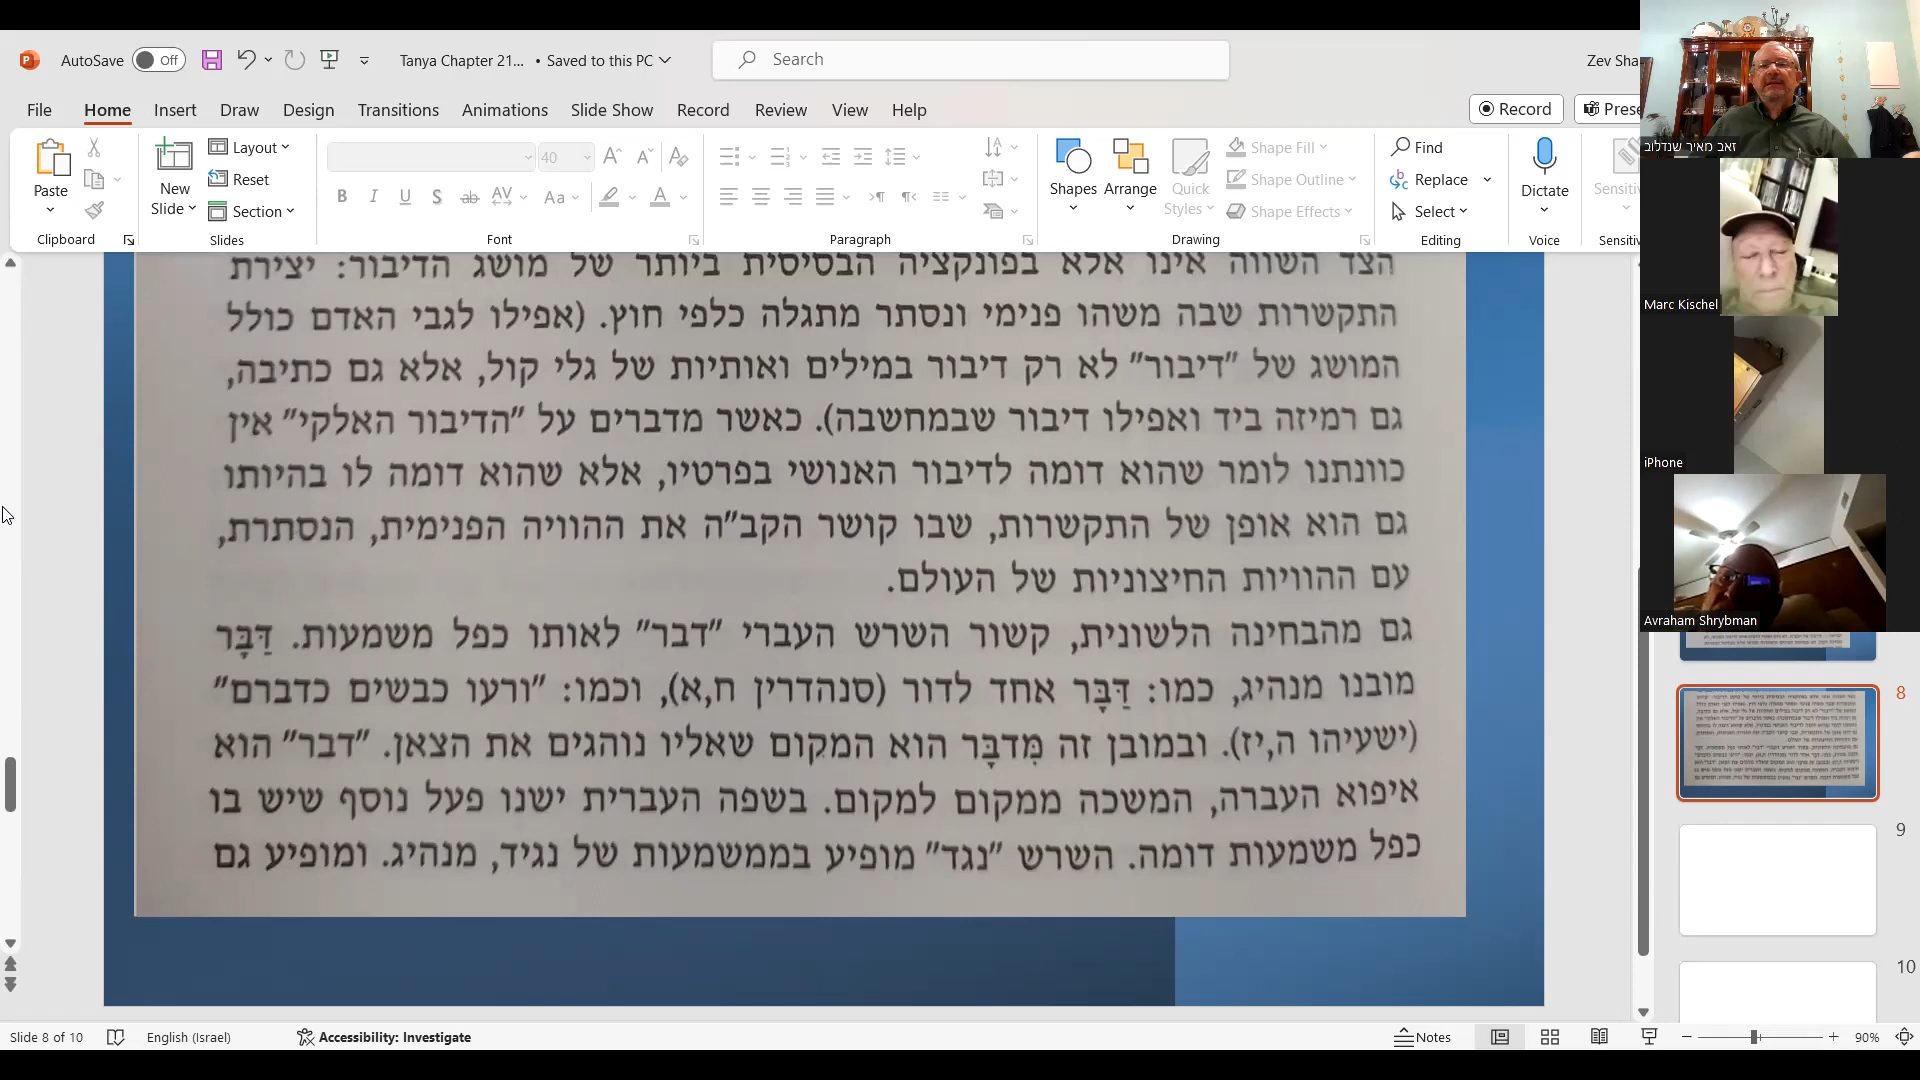 AutoSave Off Tanya Chapter 21... • Saved to this PC Search Zev Sha
File Home Insert Draw Design Transitions Animations Slide Show Record Review View Help Record Prese
Paste New Slide Layout Reset Section 40 Shapes Arrange Quick Styles Shape Fill Shape Outline Shape Effects Find Replace Select Dictate Sensitiv
Clipboard Slides Font Paragraph Drawing Editing Voice Sensitiv
הצד השווה אינו אלא בפונקציה הבסיסית ביותר של מושג הדיבור: יצירת
התקשרות שבה משהו פנימי ונסתר מתגלה כלפי חוץ. (אפילו לגבי האדם כולל
המושג של "דיבור" לא רק דיבור במילים ואותיות של גלי קול, אלא גם כתיבה,
גם רמיזה ביד ואפילו דיבור שבמחשבה). כאשר מדברים על "הדיבור האלקי" אין
כוונתנו לומר שהוא דומה לדיבור האנושי בפרטיו, אלא שהוא דומה לו בהיותו
גם הוא אופן של התקשרות, שבו קושר הקב"ה את ההוויה הפנימית, הנסתרת,
עם ההוויות החיצוניות של העולם.
גם מהבחינה הלשונית, קשור השרש העברי "דבר" לאותו כפל משמעות. דַּבָּר
מובנו מנהיג, כמו: דַּבָּר אחד לדור (סנהדרין ח,א), וכמו: "ורעו כבשים כדברם"
(ישעיהו ה,יז). ובמובן זה מִדבָּר הוא המקום שאליו נוהגים את הצאן. "דבר" הוא
איפוא העברה, המשכה ממקום למקום. בשפה העברית ישנו פעל נוסף שיש בו
כפל משמעות דומה. השרש "נגד" מופיע בממשמעות של נגיד, מנהיג. ומופיע גם
זאב מאיר שנדלוב
Marc Kischel
iPhone
Avraham Shrybman
8
9
10
Slide 8 of 10 English (Israel) Accessibility: Investigate Notes 90%